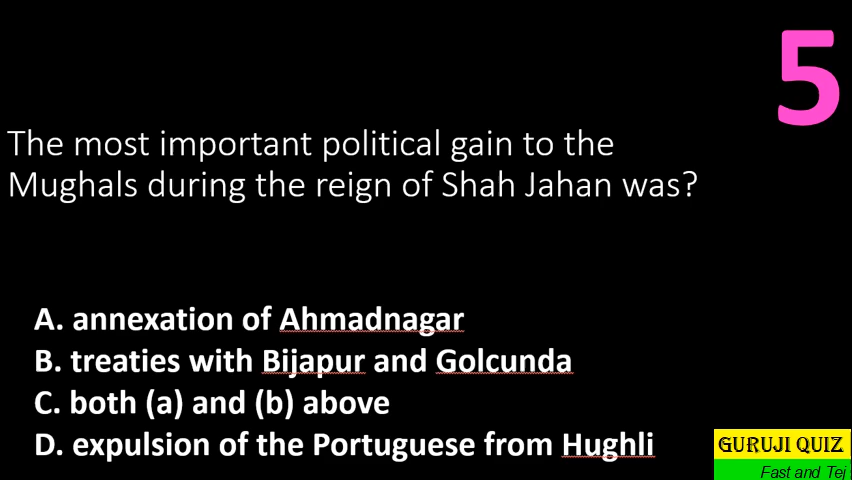 5
The most important political gain to the
Mughals during the reign of Shah Jahan was?
A. annexation of Ahmadnagar
B. treaties with Bijapur and Golcunda
C. both (a) and (b) above
D. expulsion of the Portuguese from Hughli
GURUJI QUIZ
Fast and Tej